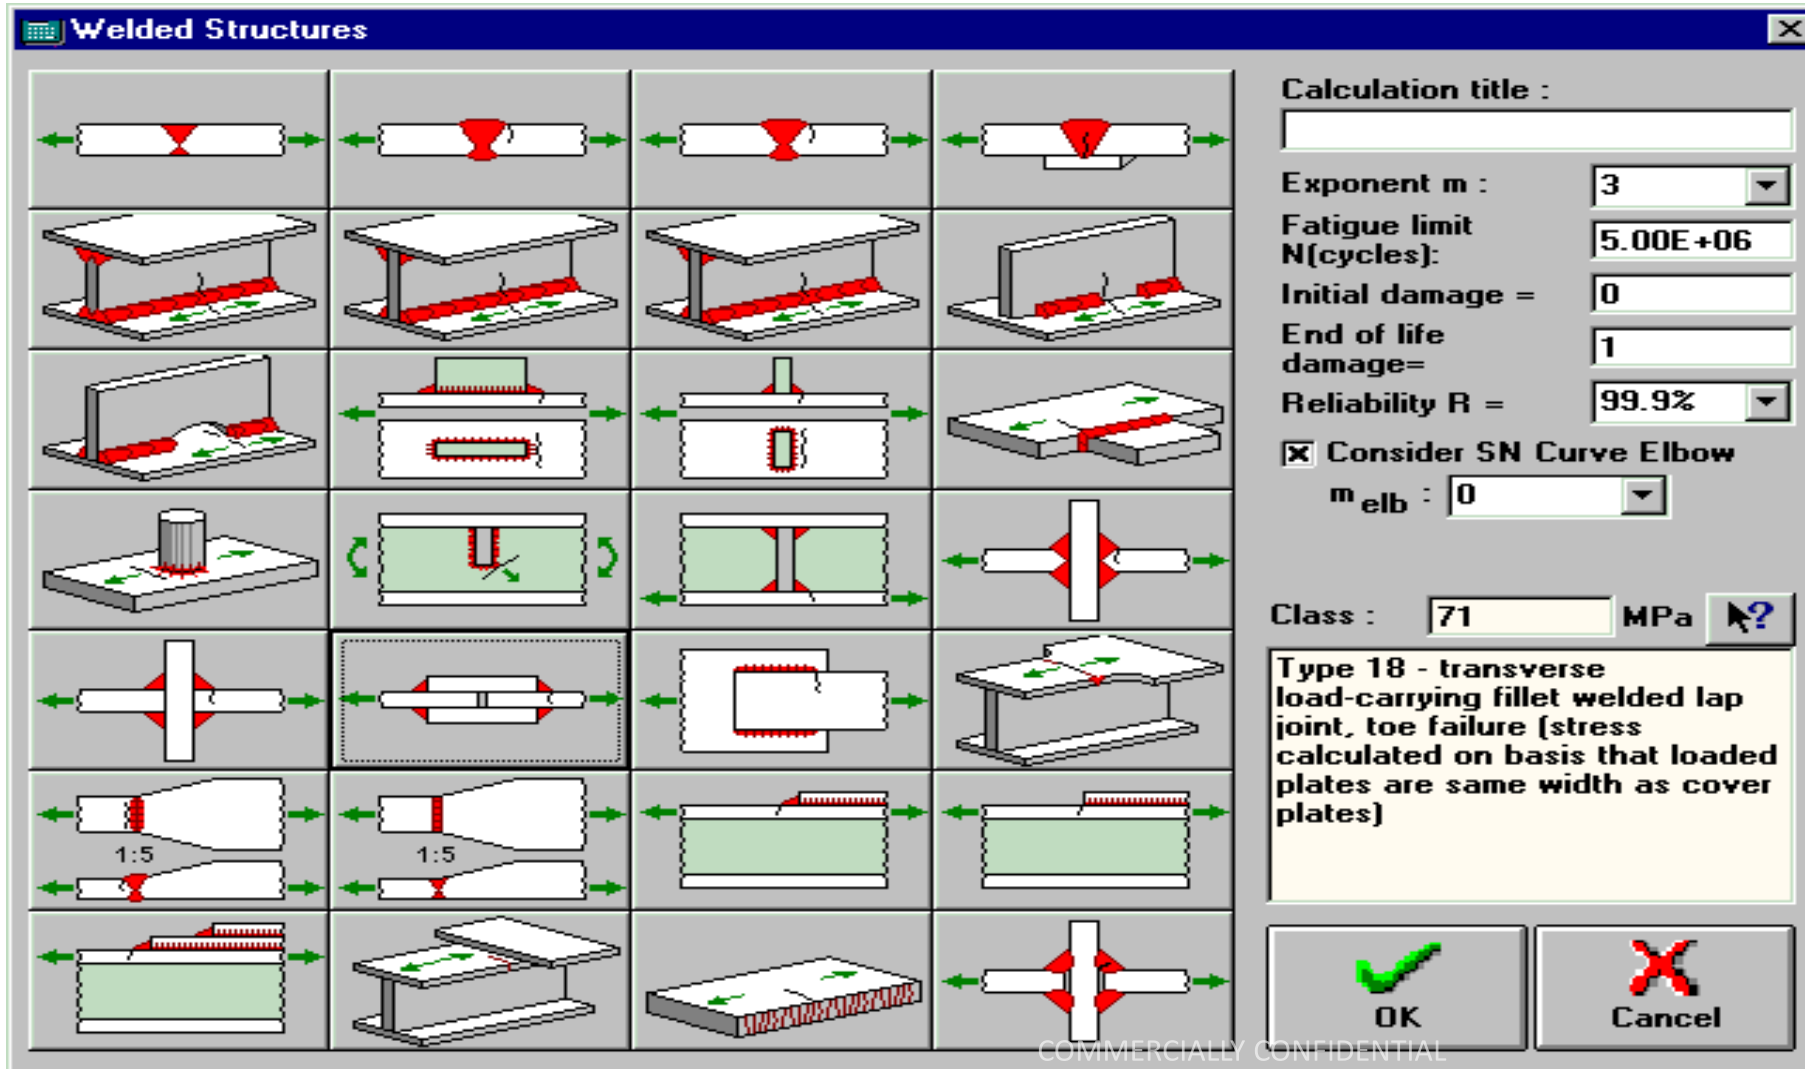 Welded Structures
Calculation title :
Exponent m :
3
Fatigue limit
N(cycles):
5.00E+06
Initial damage =
0
End of life
damage=
1
Reliability R =
99.9%
Consider SN Curve Elbow
m elb :
0
Class :
71
MPa
?
Type 18 - transverse
load-carrying fillet welded lap
joint, toe failure (stress
calculated on basis that loaded
plates are same width as cover
plates)
1:5
1:5
OK
Cancel
COMMERCIALLY CONFIDENTIAL